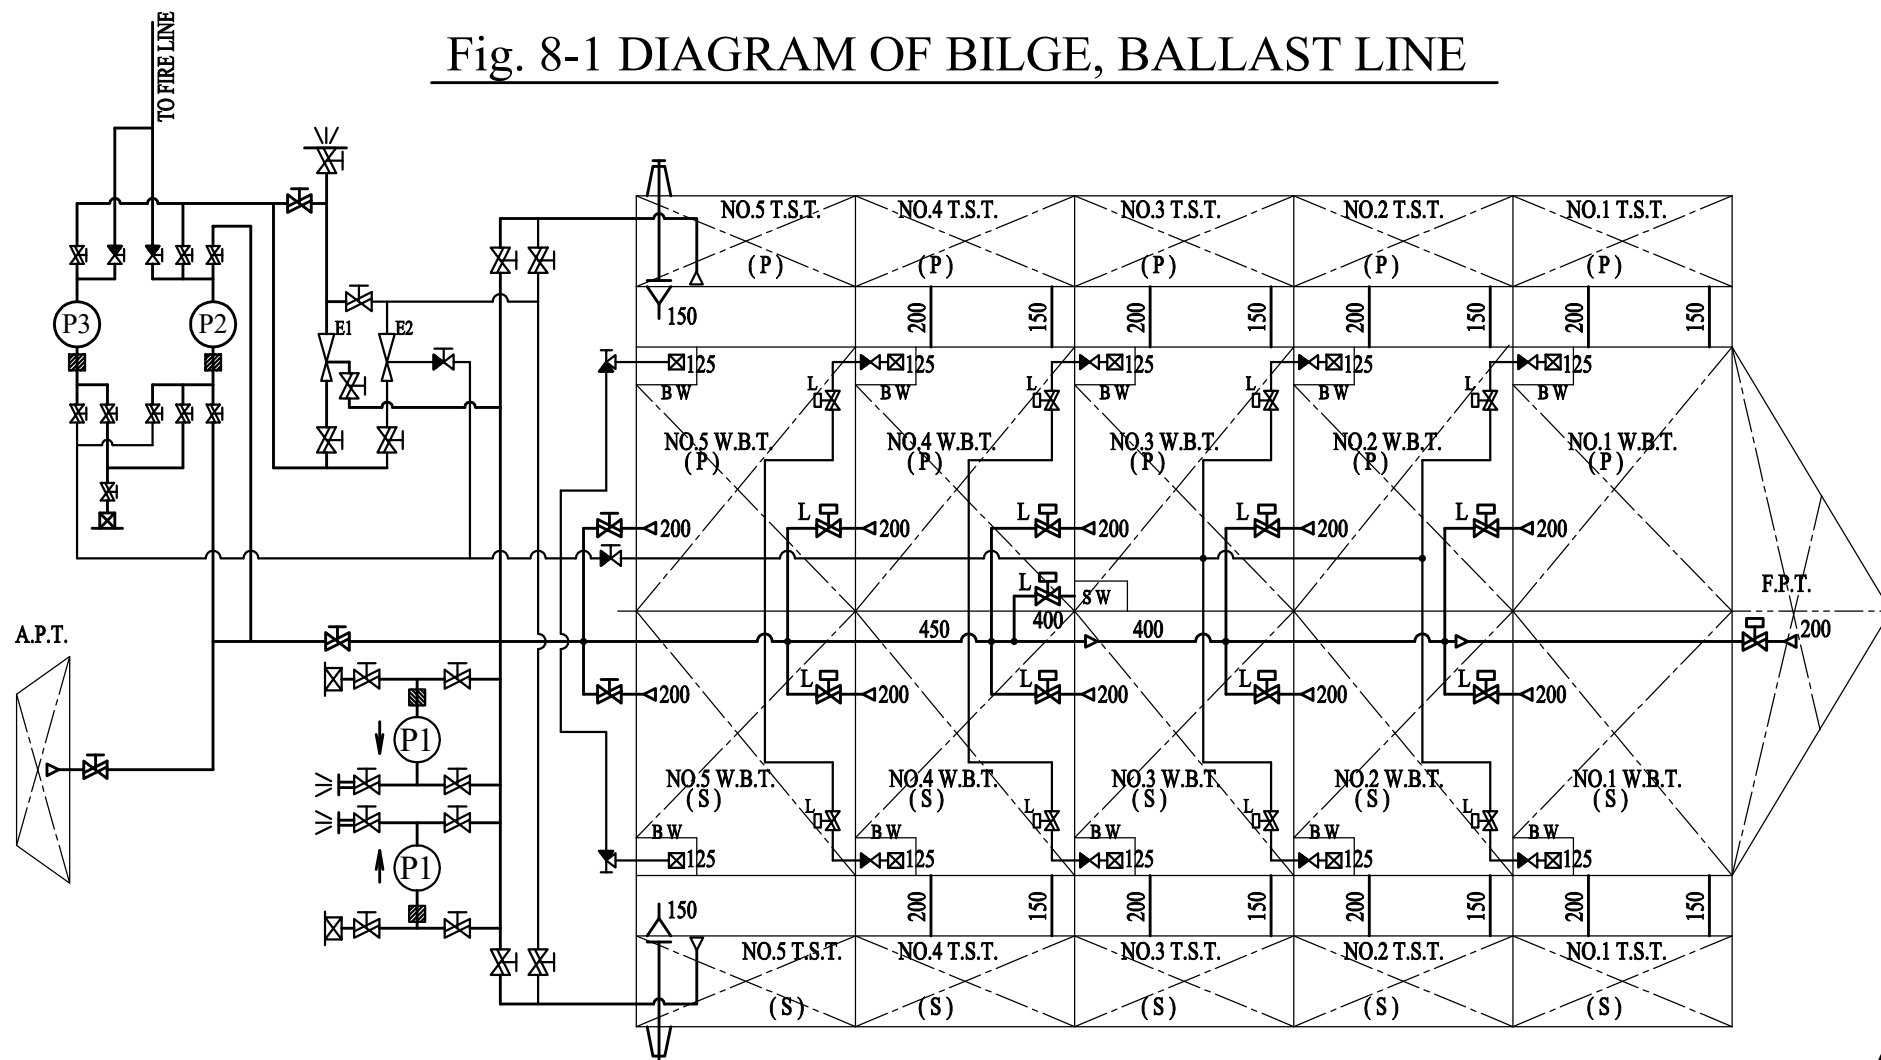 Fig. 8-1 DIAGRAM OF BILGE, BALLAST LINE
TO FIRE LINE
NO.5 T.S.T. NO.4 T.S.T. NO.3 T.S.T. NO.2 T.S.T. NO.1 T.S.T.
(P) (P) (P) (P) (P)
150 200 150 200 150 200 150 200 150
P3 P2 E1 E2
125 125 125 125 125
L L L L
BW BW BW BW BW
NO.5 W.B.T. NO.4 W.B.T. NO.3 W.B.T. NO.2 W.B.T. NO.1 W.B.T.
(P) (P) (P) (P) (P)
L L L L
200 200 200 200 200
L SW F.P.T.
400
A.P.T. 450 400 200
L L L L
200 200 200 200 200
P1
NO.5 W.B.T. NO.4 W.B.T. NO.3 W.B.T. NO.2 W.B.T. NO.1 W.B.T.
(S) (S) (S) (S) (S)
L L L L
BW BW BW BW BW
P1 125 125 125 125 125
150 200 150 200 150 200 150 200 150
NO.5 T.S.T. NO.4 T.S.T. NO.3 T.S.T. NO.2 T.S.T. NO.1 T.S.T.
(S) (S) (S) (S) (S)